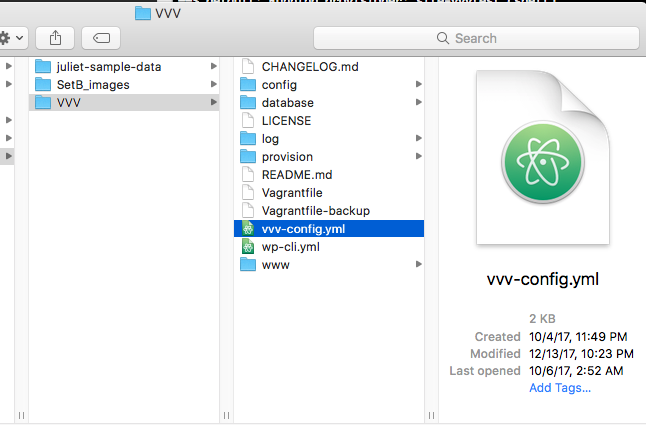 VVV
Search
juliet-sample-data
SetB_images
VVV
CHANGELOG.md
config
database
LICENSE
log
provision
README.md
Vagrantfile
Vagrantfile-backup
vvv-config.yml
wp-cli.yml
www
vvv-config.yml
2 KB
Created 10/4/17, 11:49 PM
Modified 12/13/17, 10:23 PM
Last opened 10/6/17, 2:52 AM
Add Tags...